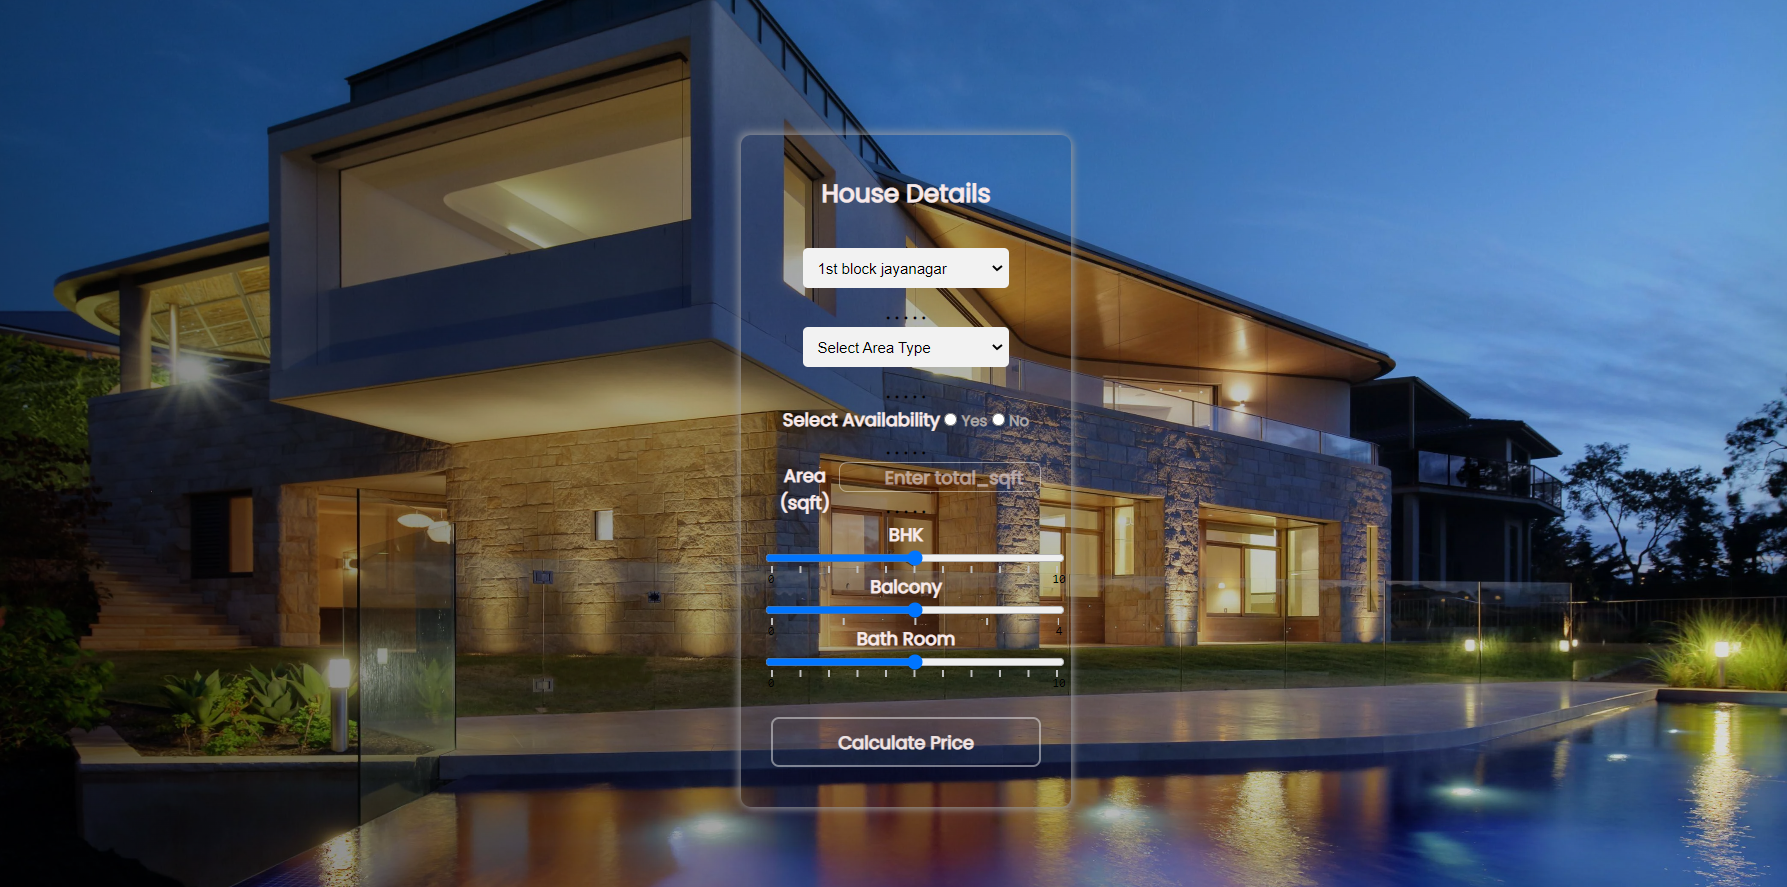 House Details
1st block jayanagar
.....
Select Area Type
.....
Select Availability Yes No
.....
Area (sqft) Enter total_sqft
.....
BHK
0 10
Balcony
0 4
Bath Room
0 10
Calculate Price